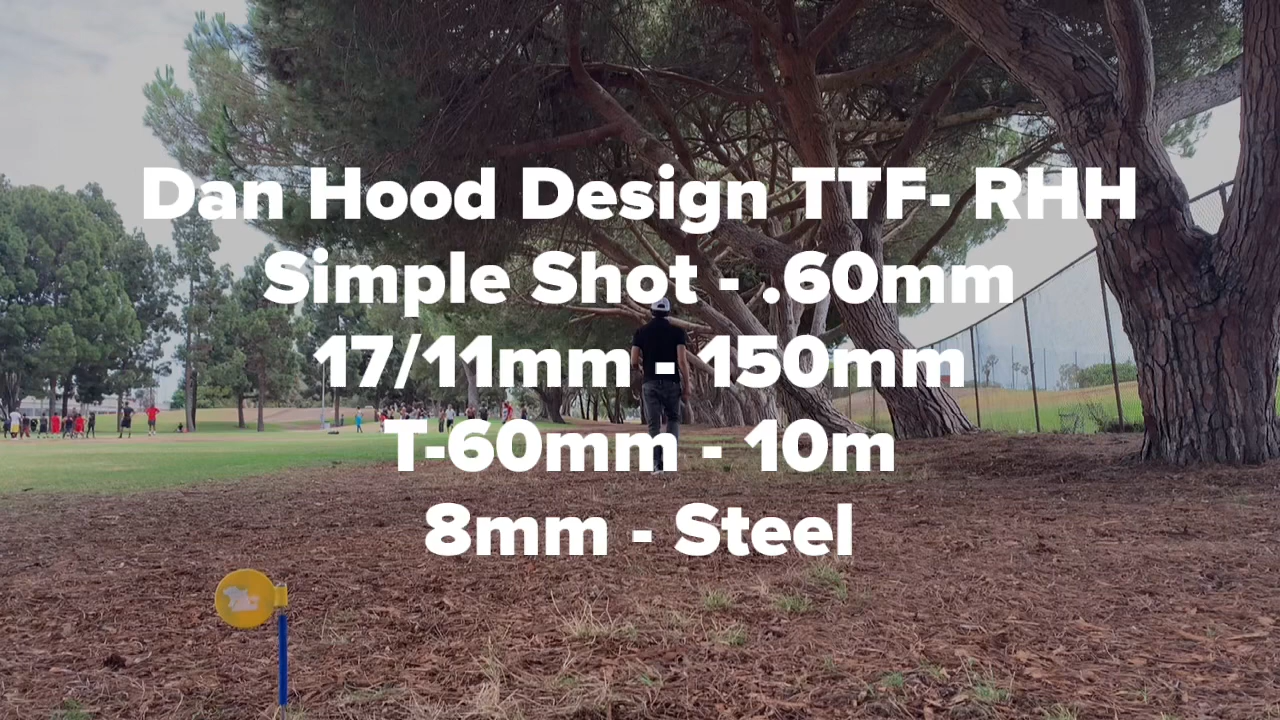 Dan Hood Design TTF- RHH
Simple Shot - .60mm
17/11mm - 150mm
T-60mm - 10m
8mm - Steel